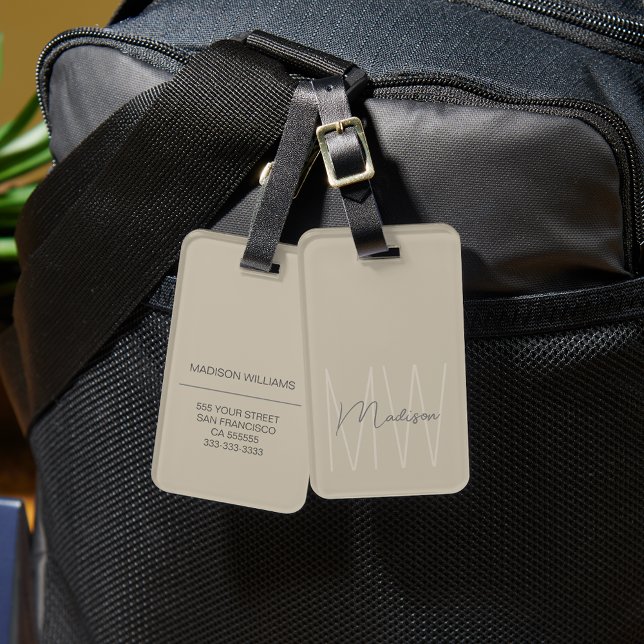 MADISON WILLIAMS
555 YOUR STREET
SAN FRANCISCO
CA 555555
333-333-3333
MW
Madison